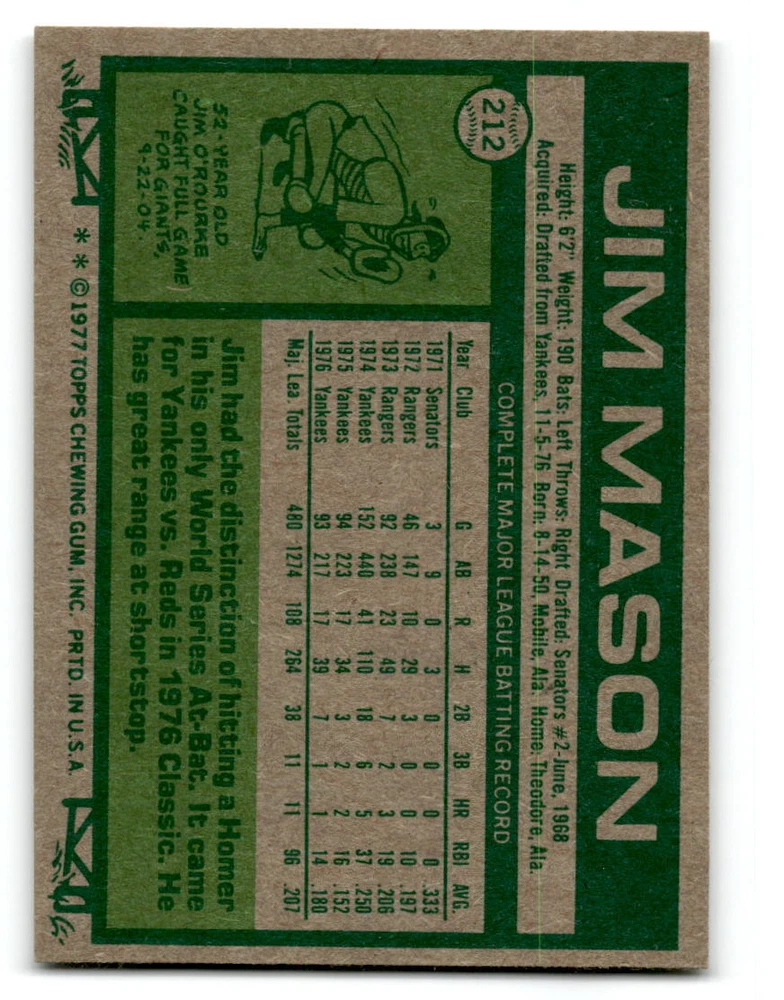 212
JIM MASON
Height: 6'2" Weight: 190 Bats: Left Throws: Right Drafted: Senators #2-June, 1968
Acquired: Drafted from Yankees, 11-5-76 Born: 8-14-50, Mobile, Ala. Home: Theodore, Ala.
COMPLETE MAJOR LEAGUE BATTING RECORD
Year Club G AB R H 2B 3B HR RBI AVG.
1971 Senators 3 9 0 3 0 0 0 0 .333
1972 Rangers 46 147 10 29 3 0 0 10 .197
1973 Rangers 92 238 23 49 7 2 3 19 .206
1974 Yankees 152 440 41 110 18 6 5 37 .250
1975 Yankees 94 223 17 34 3 2 2 16 .152
1976 Yankees 93 217 17 39 7 1 1 14 .180
Maj. Lea Totals 480 1274 108 264 38 11 11 96 .207
52-YEAR OLD
JIM O'ROURKE
CAUGHT FULL GAME
FOR GIANTS,
9-22-04.
Jim had the distinction of hitting a Homer
in his only World Series At-Bat. It came
for Yankees vs. Reds in 1976 Classic. He
has great range at shortstop.
**©1977 TOPPS CHEWING GUM, INC. PRTD. IN U.S.A.